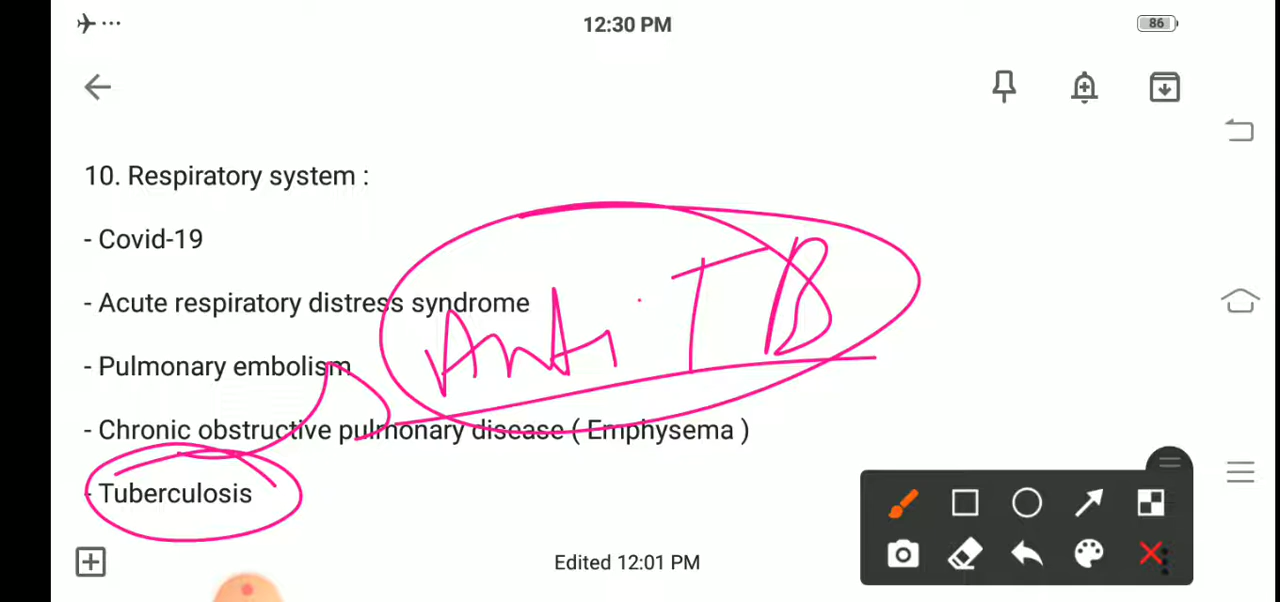 12:30 PM
86
10. Respiratory system :
- Covid-19
- Acute respiratory distress syndrome
Anti TB
- Pulmonary embolism
- Chronic obstructive pulmonary disease ( Emphysema )
- Tuberculosis
Edited 12:01 PM